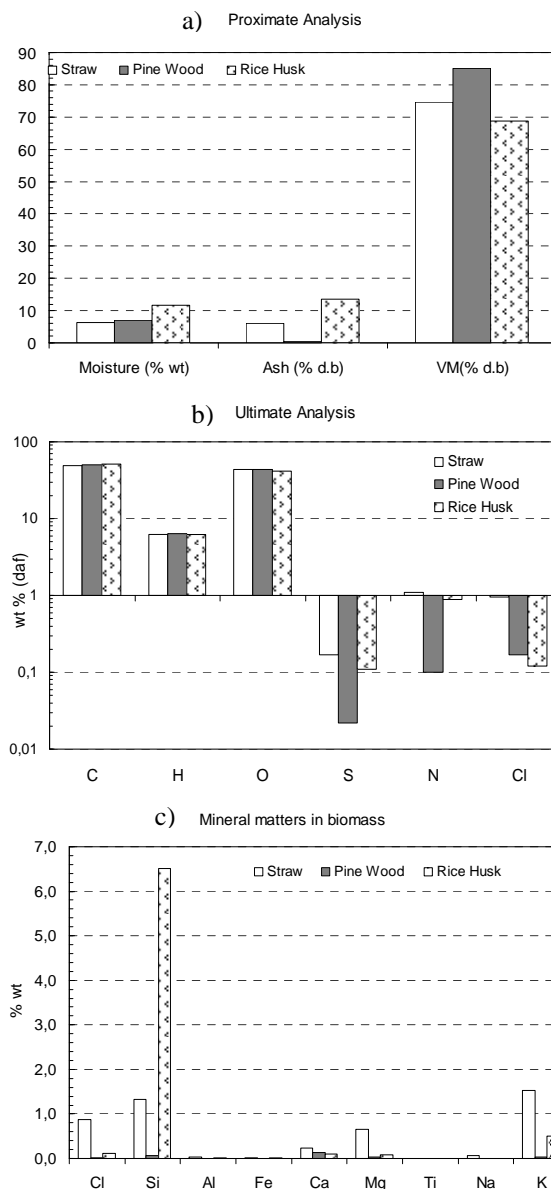 a) Proximate Analysis
90
Straw Pine Wood Rice Husk
80
70
60
50
40
30
20
10
0
Moisture (% wt) Ash (% d.b) VM(% d.b)
b) Ultimate Analysis
100
Straw
Pine Wood
10
Rice Husk
wt % (daf)
1
0,1
0,01
C H O S N Cl
c) Mineral matters in biomass
7,0
Straw Pine Wood Rice Husk
6,0
5,0
4,0
% wt
3,0
2,0
1,0
0,0
Cl Si Al Fe Ca Mg Ti Na K